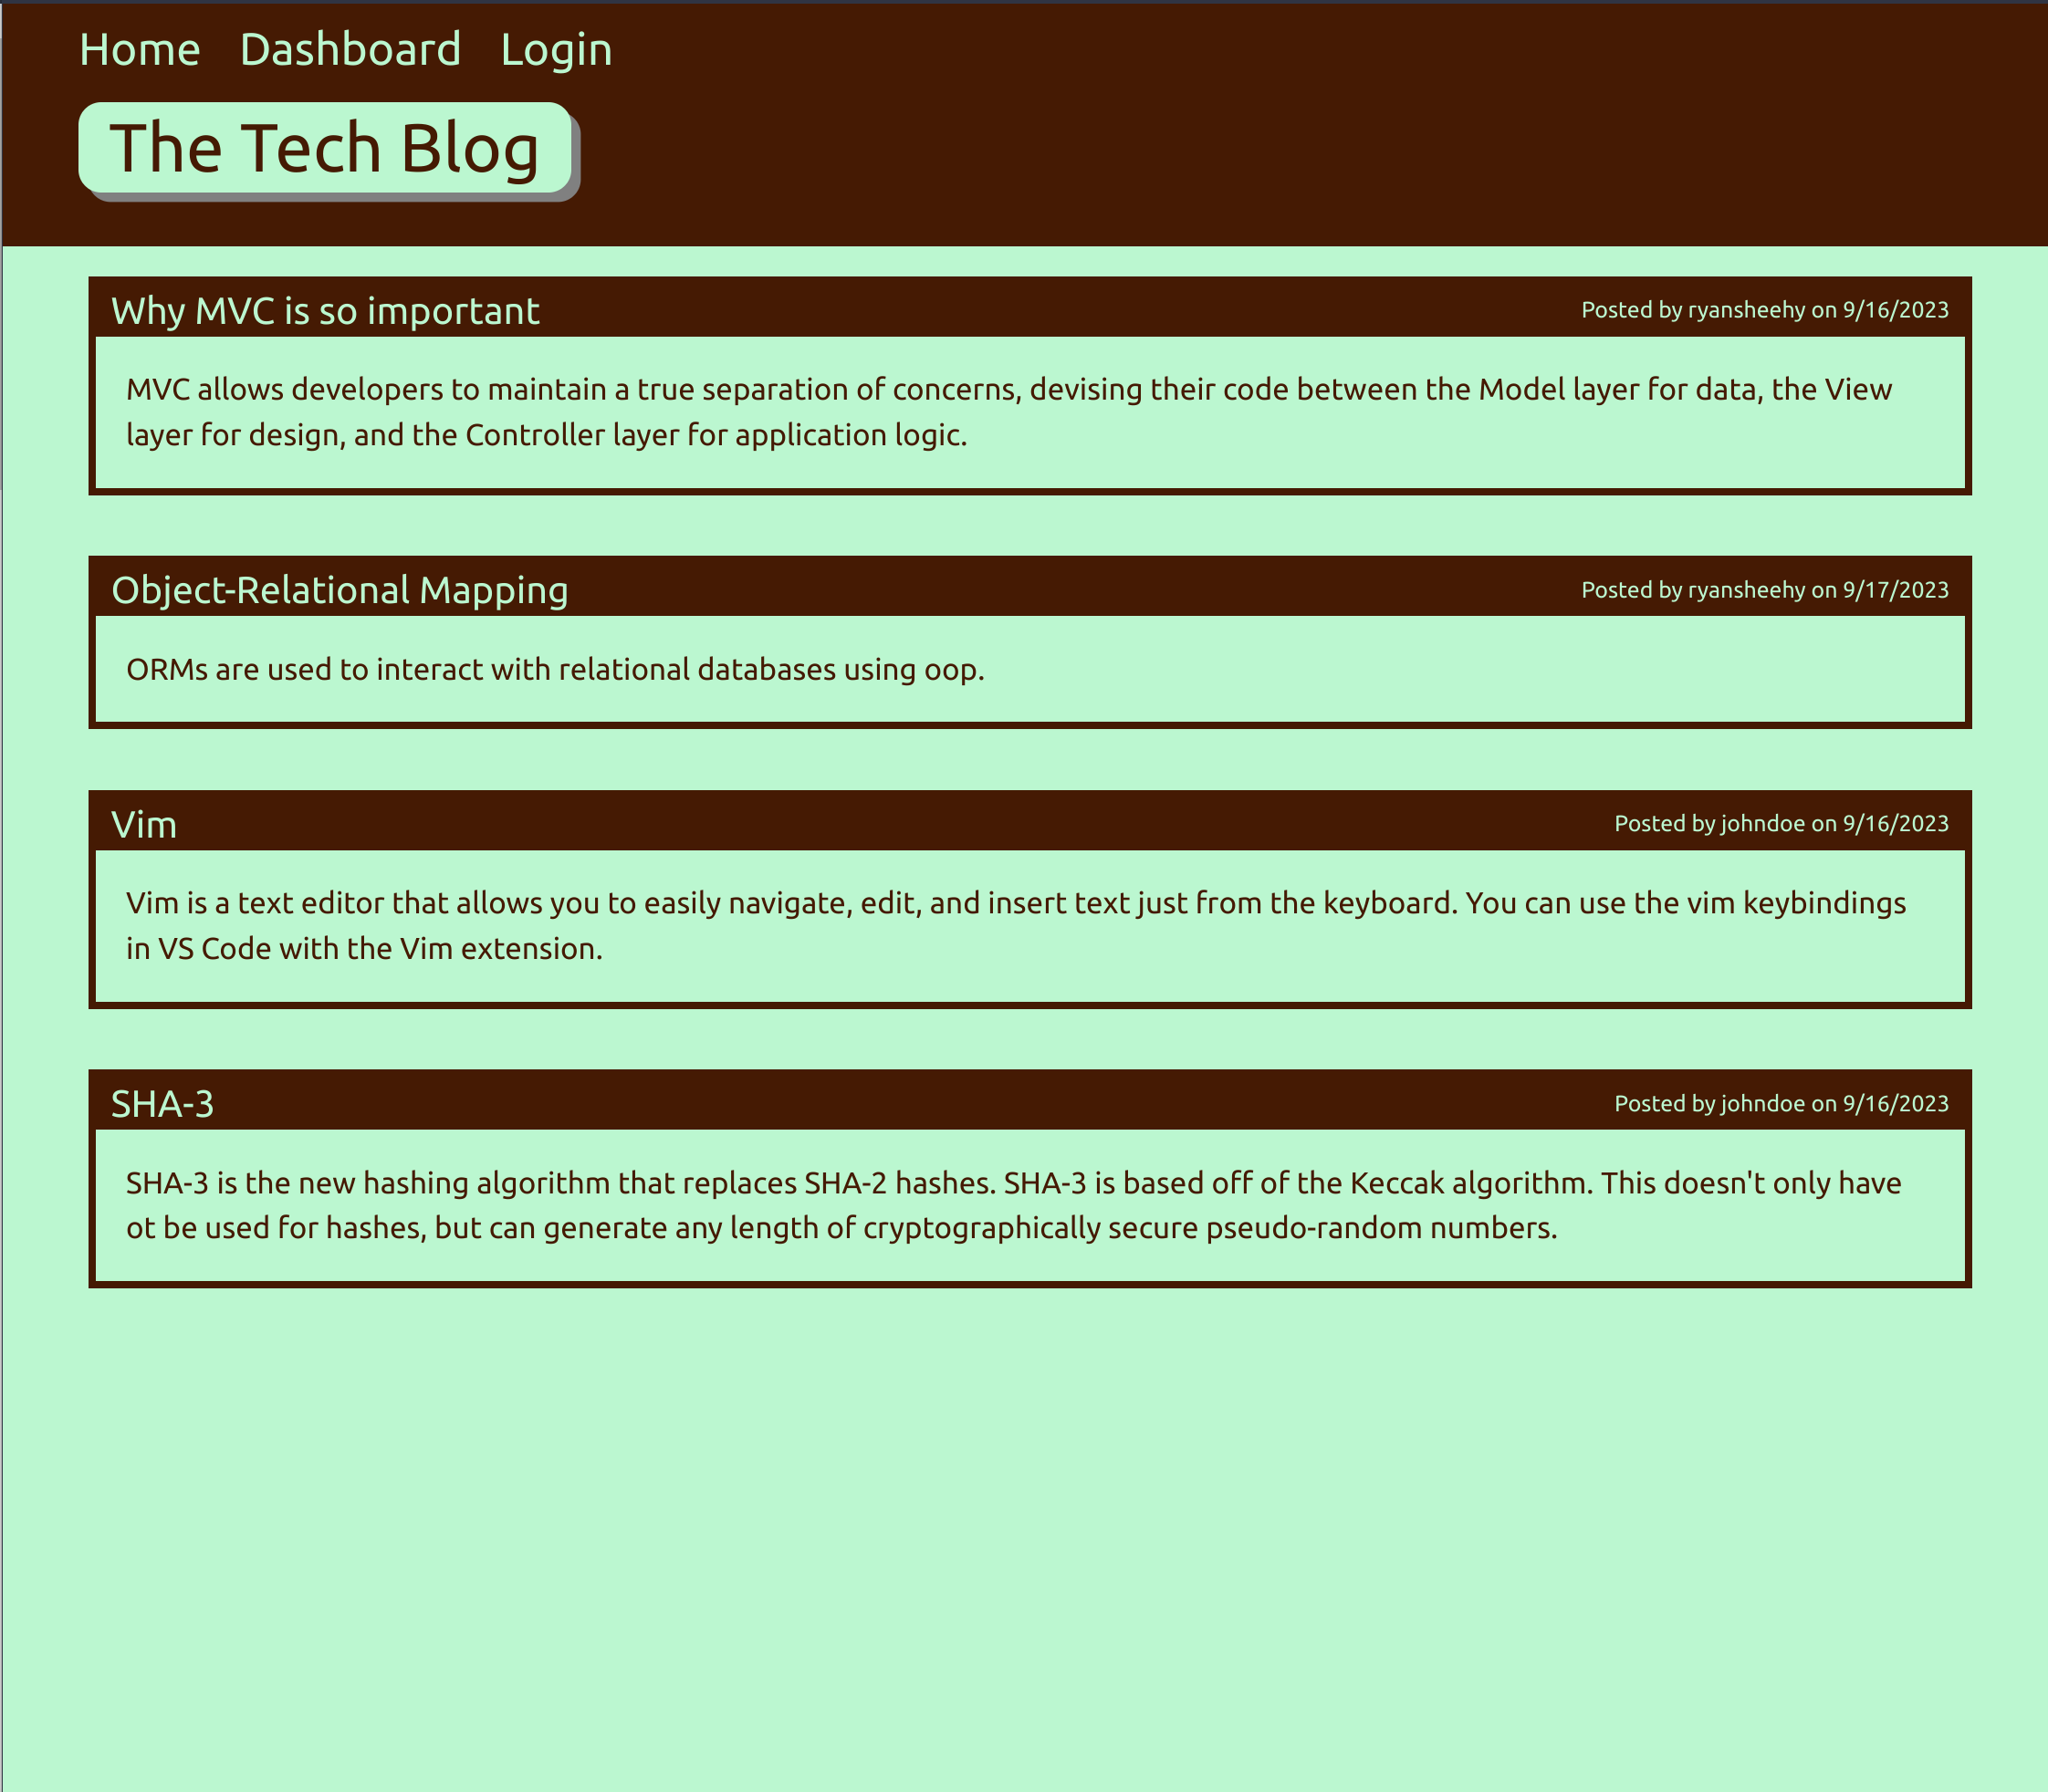 Home Dashboard Login
The Tech Blog
Why MVC is so important Posted by ryansheehy on 9/16/2023
MVC allows developers to maintain a true separation of concerns, devising their code between the Model layer for data, the View
layer for design, and the Controller layer for application logic.
Object-Relational Mapping Posted by ryansheehy on 9/17/2023
ORMs are used to interact with relational databases using oop.
Vim Posted by johndoe on 9/16/2023
Vim is a text editor that allows you to easily navigate, edit, and insert text just from the keyboard. You can use the vim keybindings
in VS Code with the Vim extension.
SHA-3 Posted by johndoe on 9/16/2023
SHA-3 is the new hashing algorithm that replaces SHA-2 hashes. SHA-3 is based off of the Keccak algorithm. This doesn't only have
ot be used for hashes, but can generate any length of cryptographically secure pseudo-random numbers.